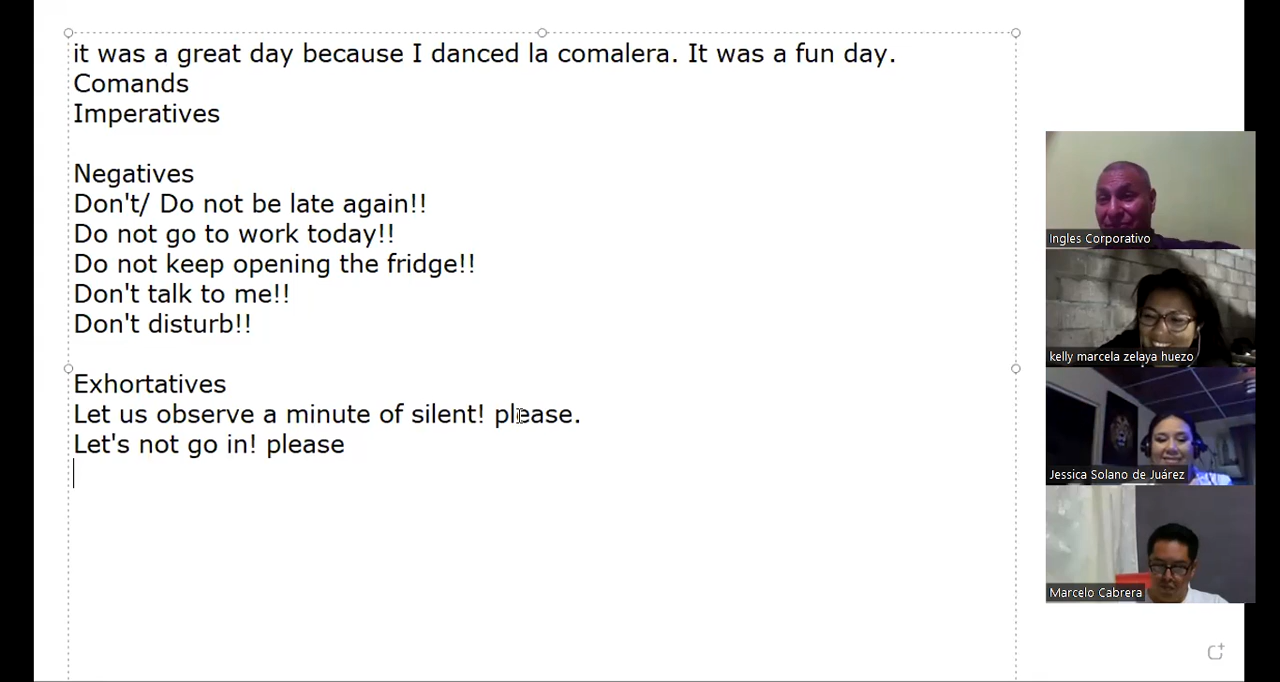 it was a great day because I danced la comalera. It was a fun day.
Comands
Imperatives
Negatives
Don't/ Do not be late again!!
Do not go to work today!!
Do not keep opening the fridge!!
Don't talk to me!!
Don't disturb!!
Exhortatives
Let us observe a minute of silent! please.
Let's not go in! please
Ingles Corporativo
kelly marcela zelaya huezo
Jessica Solano de Juárez
Marcelo Cabrera